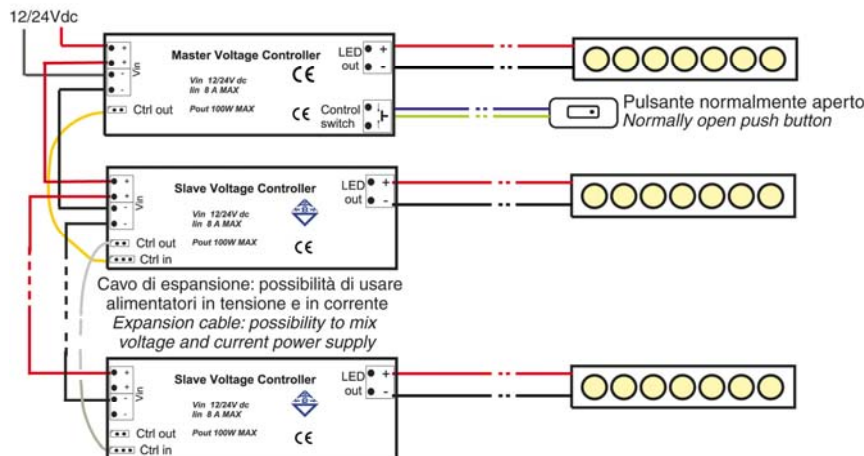 12/24Vdc
Master Voltage Controller
Vin 12/24V dc
Iin 8 A MAX
Pout 100W MAX
+
+
-
-
Vin
Ctrl out
CE
LED +
out -
Control
switch
Pulsante normalmente aperto
Normally open push button
Slave Voltage Controller
Vin 12/24V dc
Iin 8 A MAX
Pout 100W MAX
+
+
-
-
Vin
Ctrl out
Ctrl in
CE
LED +
out -
Cavo di espansione: possibilità di usare
alimentatori in tensione e in corrente
Expansion cable: possibility to mix
voltage and current power supply
Slave Voltage Controller
Vin 12/24V dc
Iin 8 A MAX
Pout 100W MAX
+
+
-
-
Vin
Ctrl out
Ctrl in
CE
LED +
out -